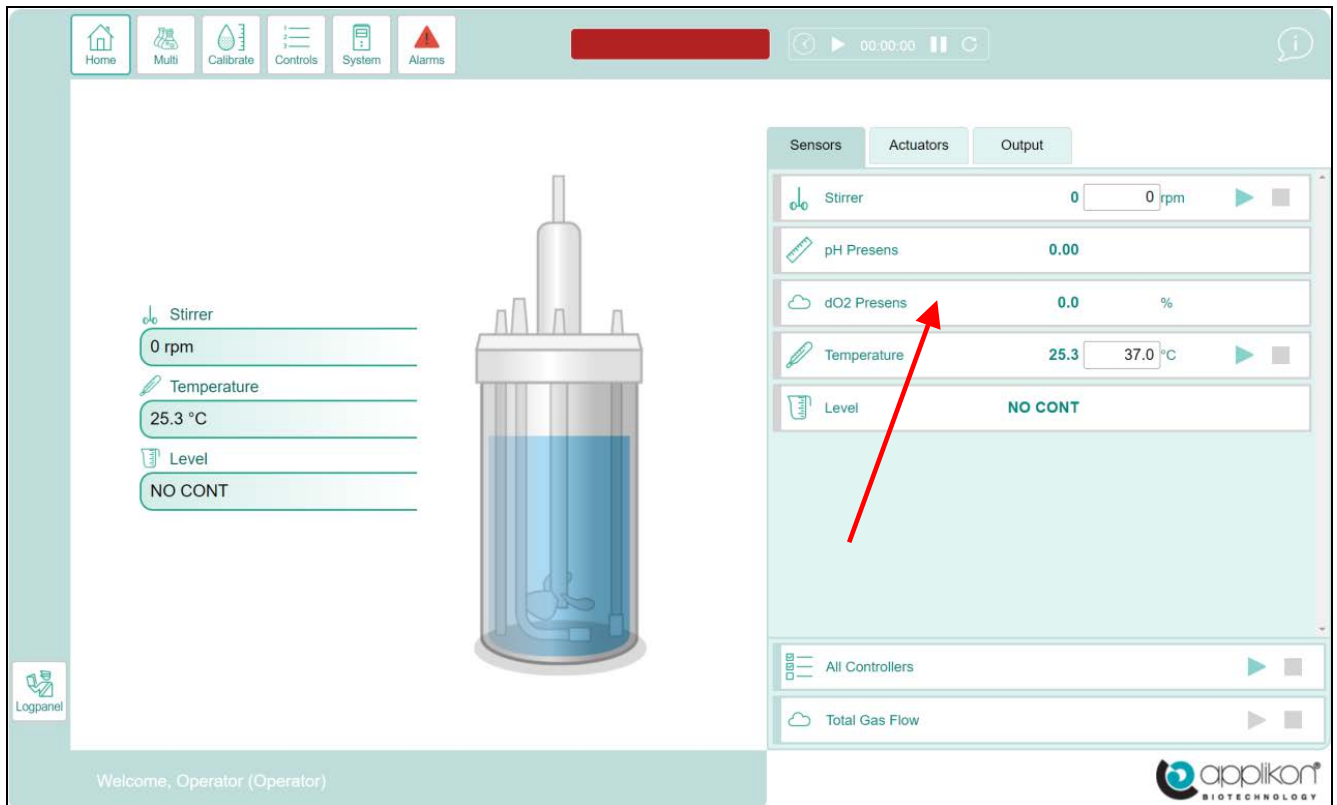 Home Multi Calibrate Controls System Alarms
00:00:00
Sensors Actuators Output
Stirrer 0 0 rpm
pH Presens 0.00
dO2 Presens 0.0 %
Temperature 25.3 37.0 °C
Level NO CONT
Stirrer
0 rpm
Temperature
25.3 °C
Level
NO CONT
All Controllers
Total Gas Flow
Logpanel
Welcome, Operator (Operator)
applikon
BIOTECHNOLOGY